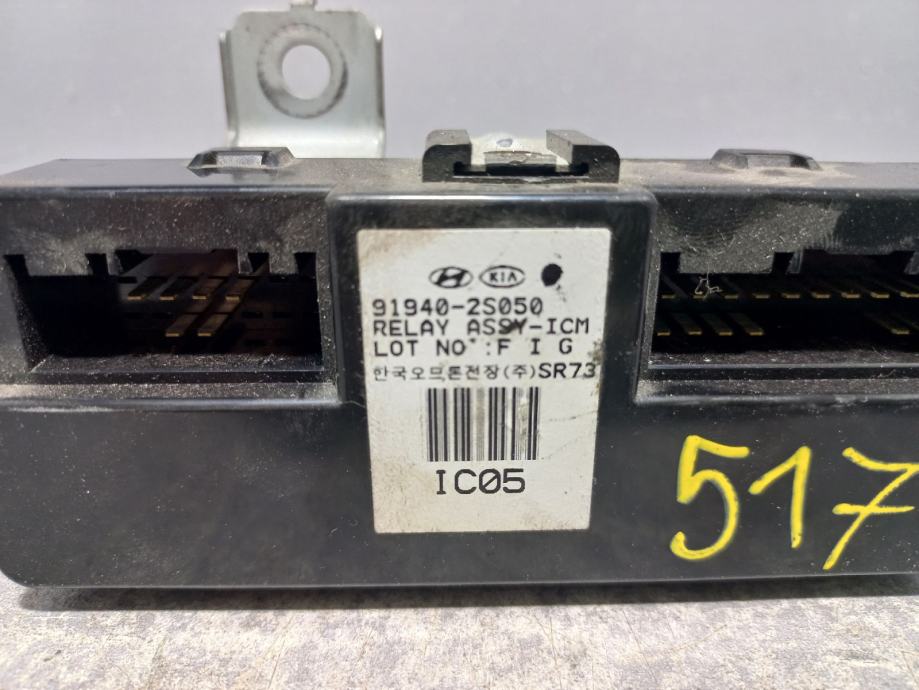 KIA
91940-2S050
RELAY ASSY-ICM
LOT NO :F I G
한국오므론전장(주)SR73
IC05
517